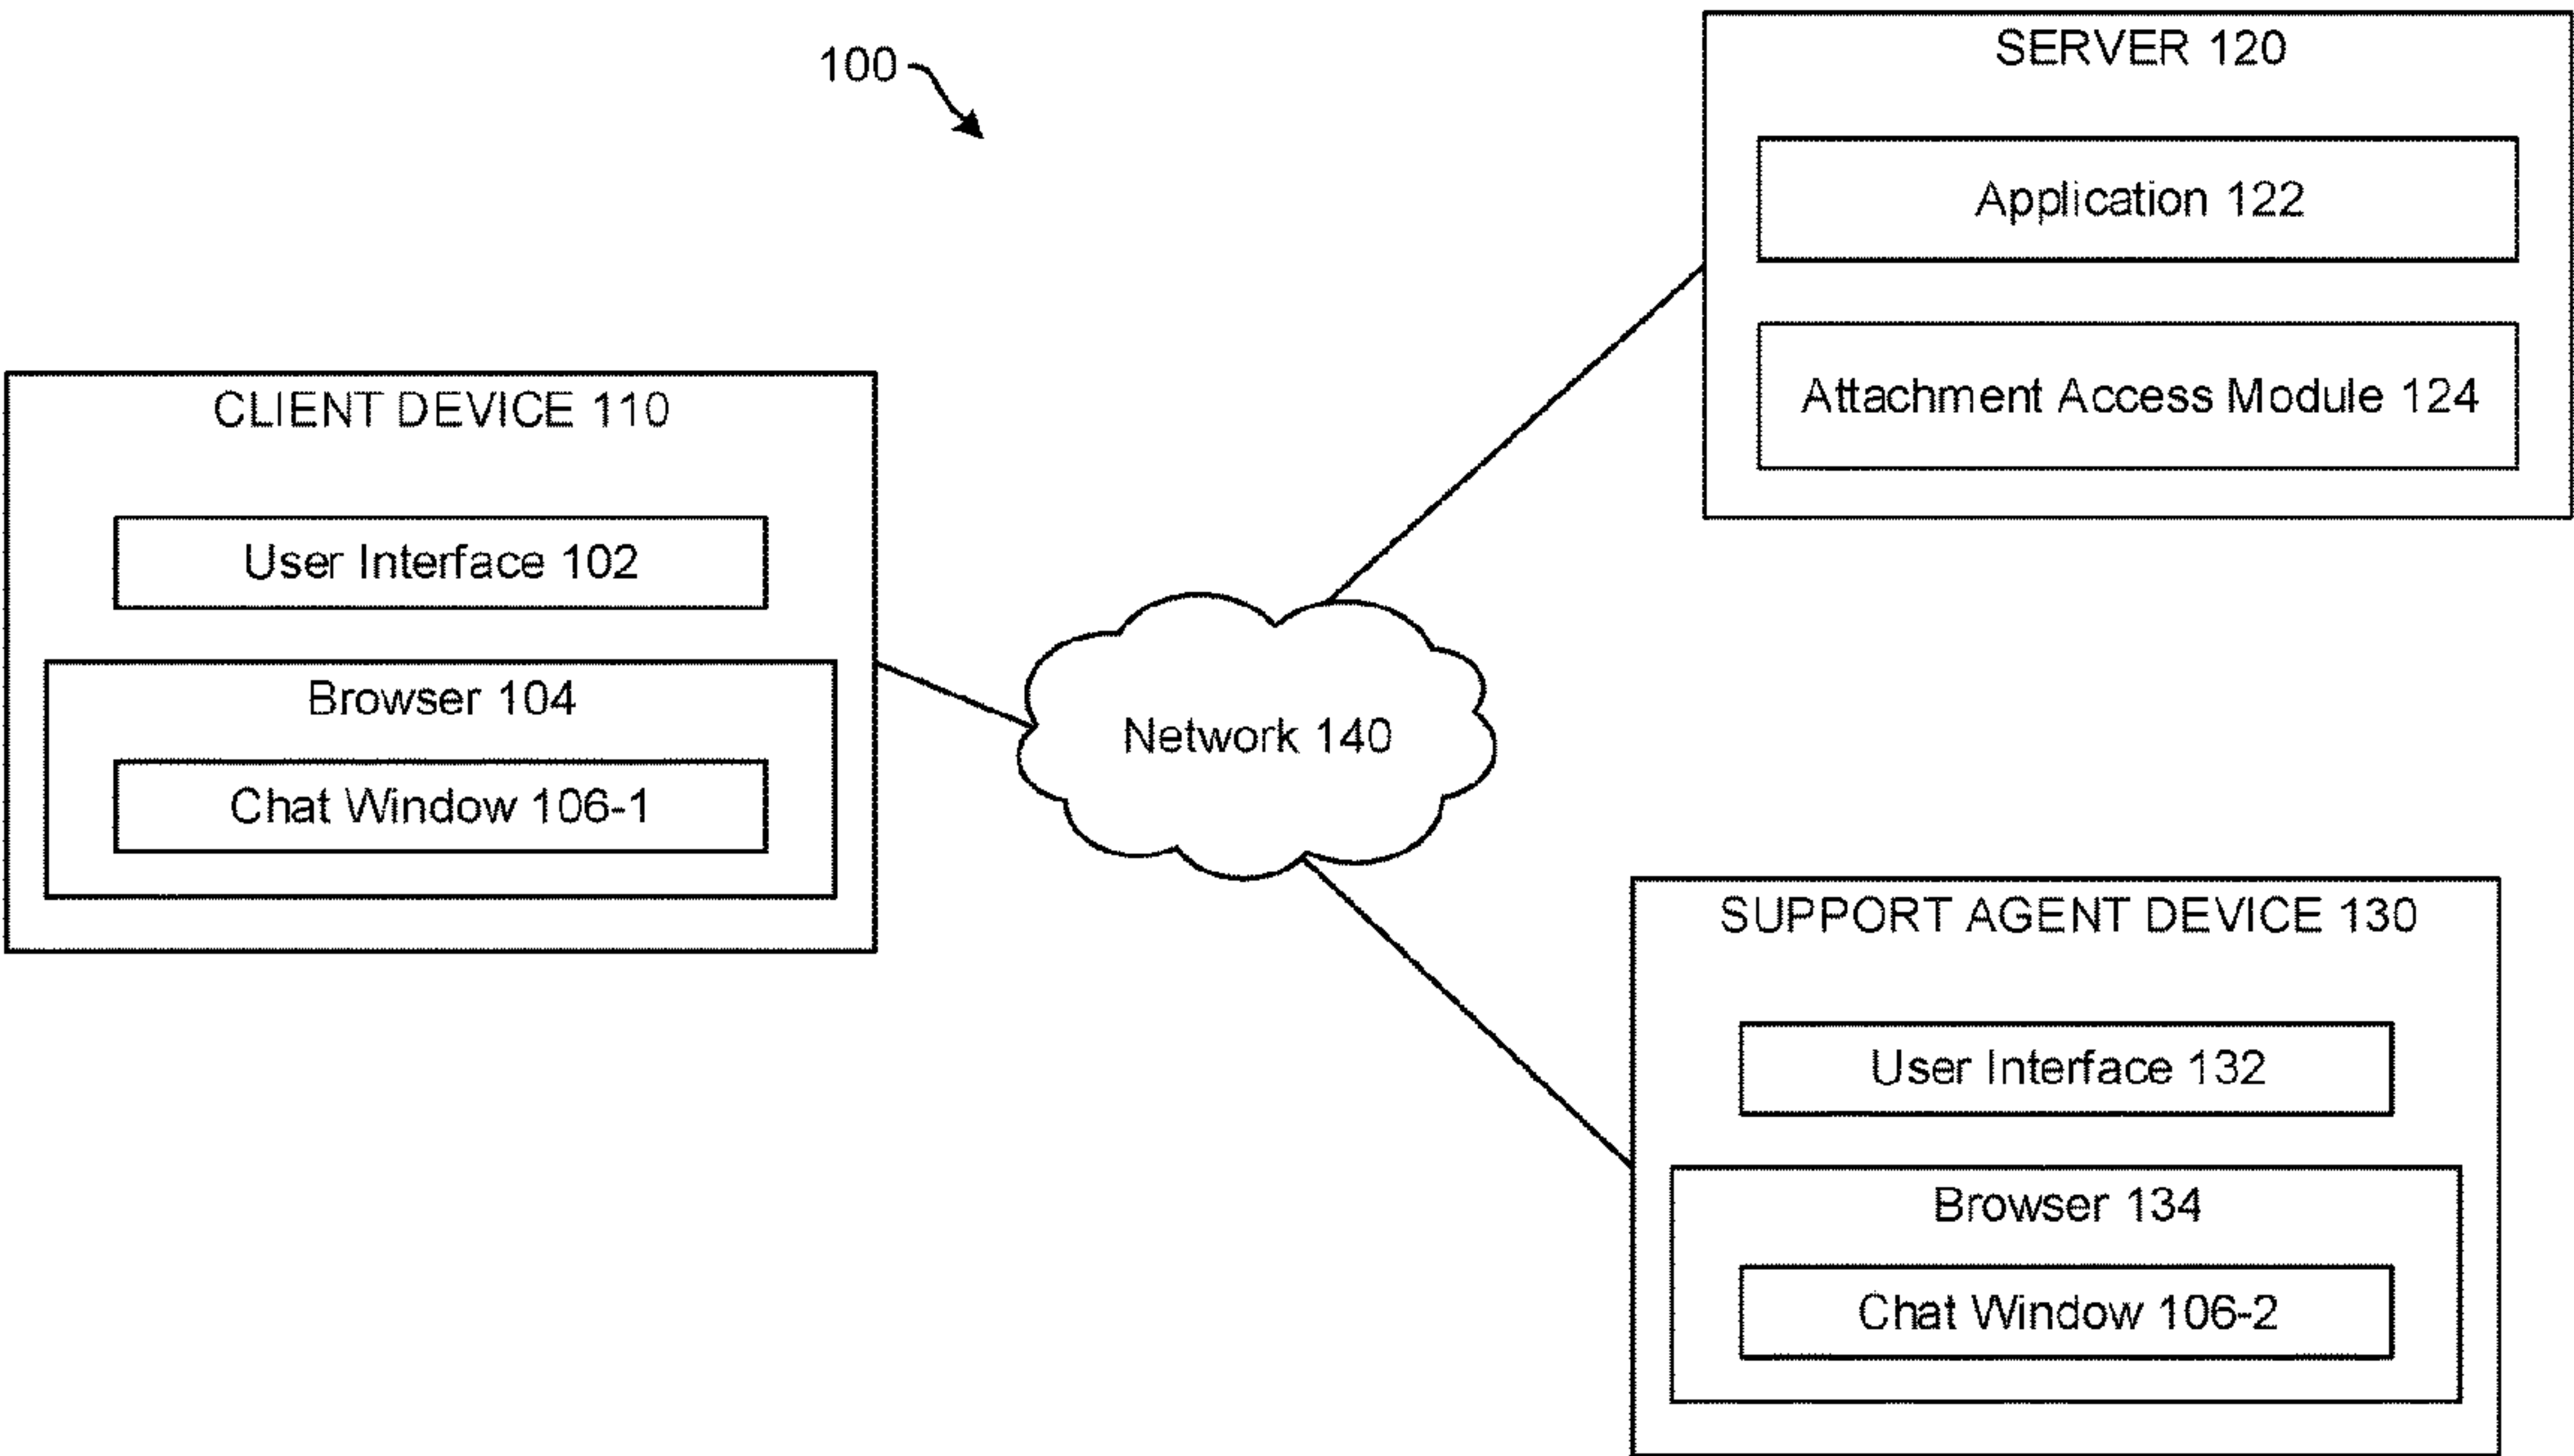 100
SERVER 120
Application 122
Attachment Access Module 124
CLIENT DEVICE 110
User Interface 102
Browser 104
Chat Window 106-1
Network 140
SUPPORT AGENT DEVICE 130
User Interface 132
Browser 134
Chat Window 106-2